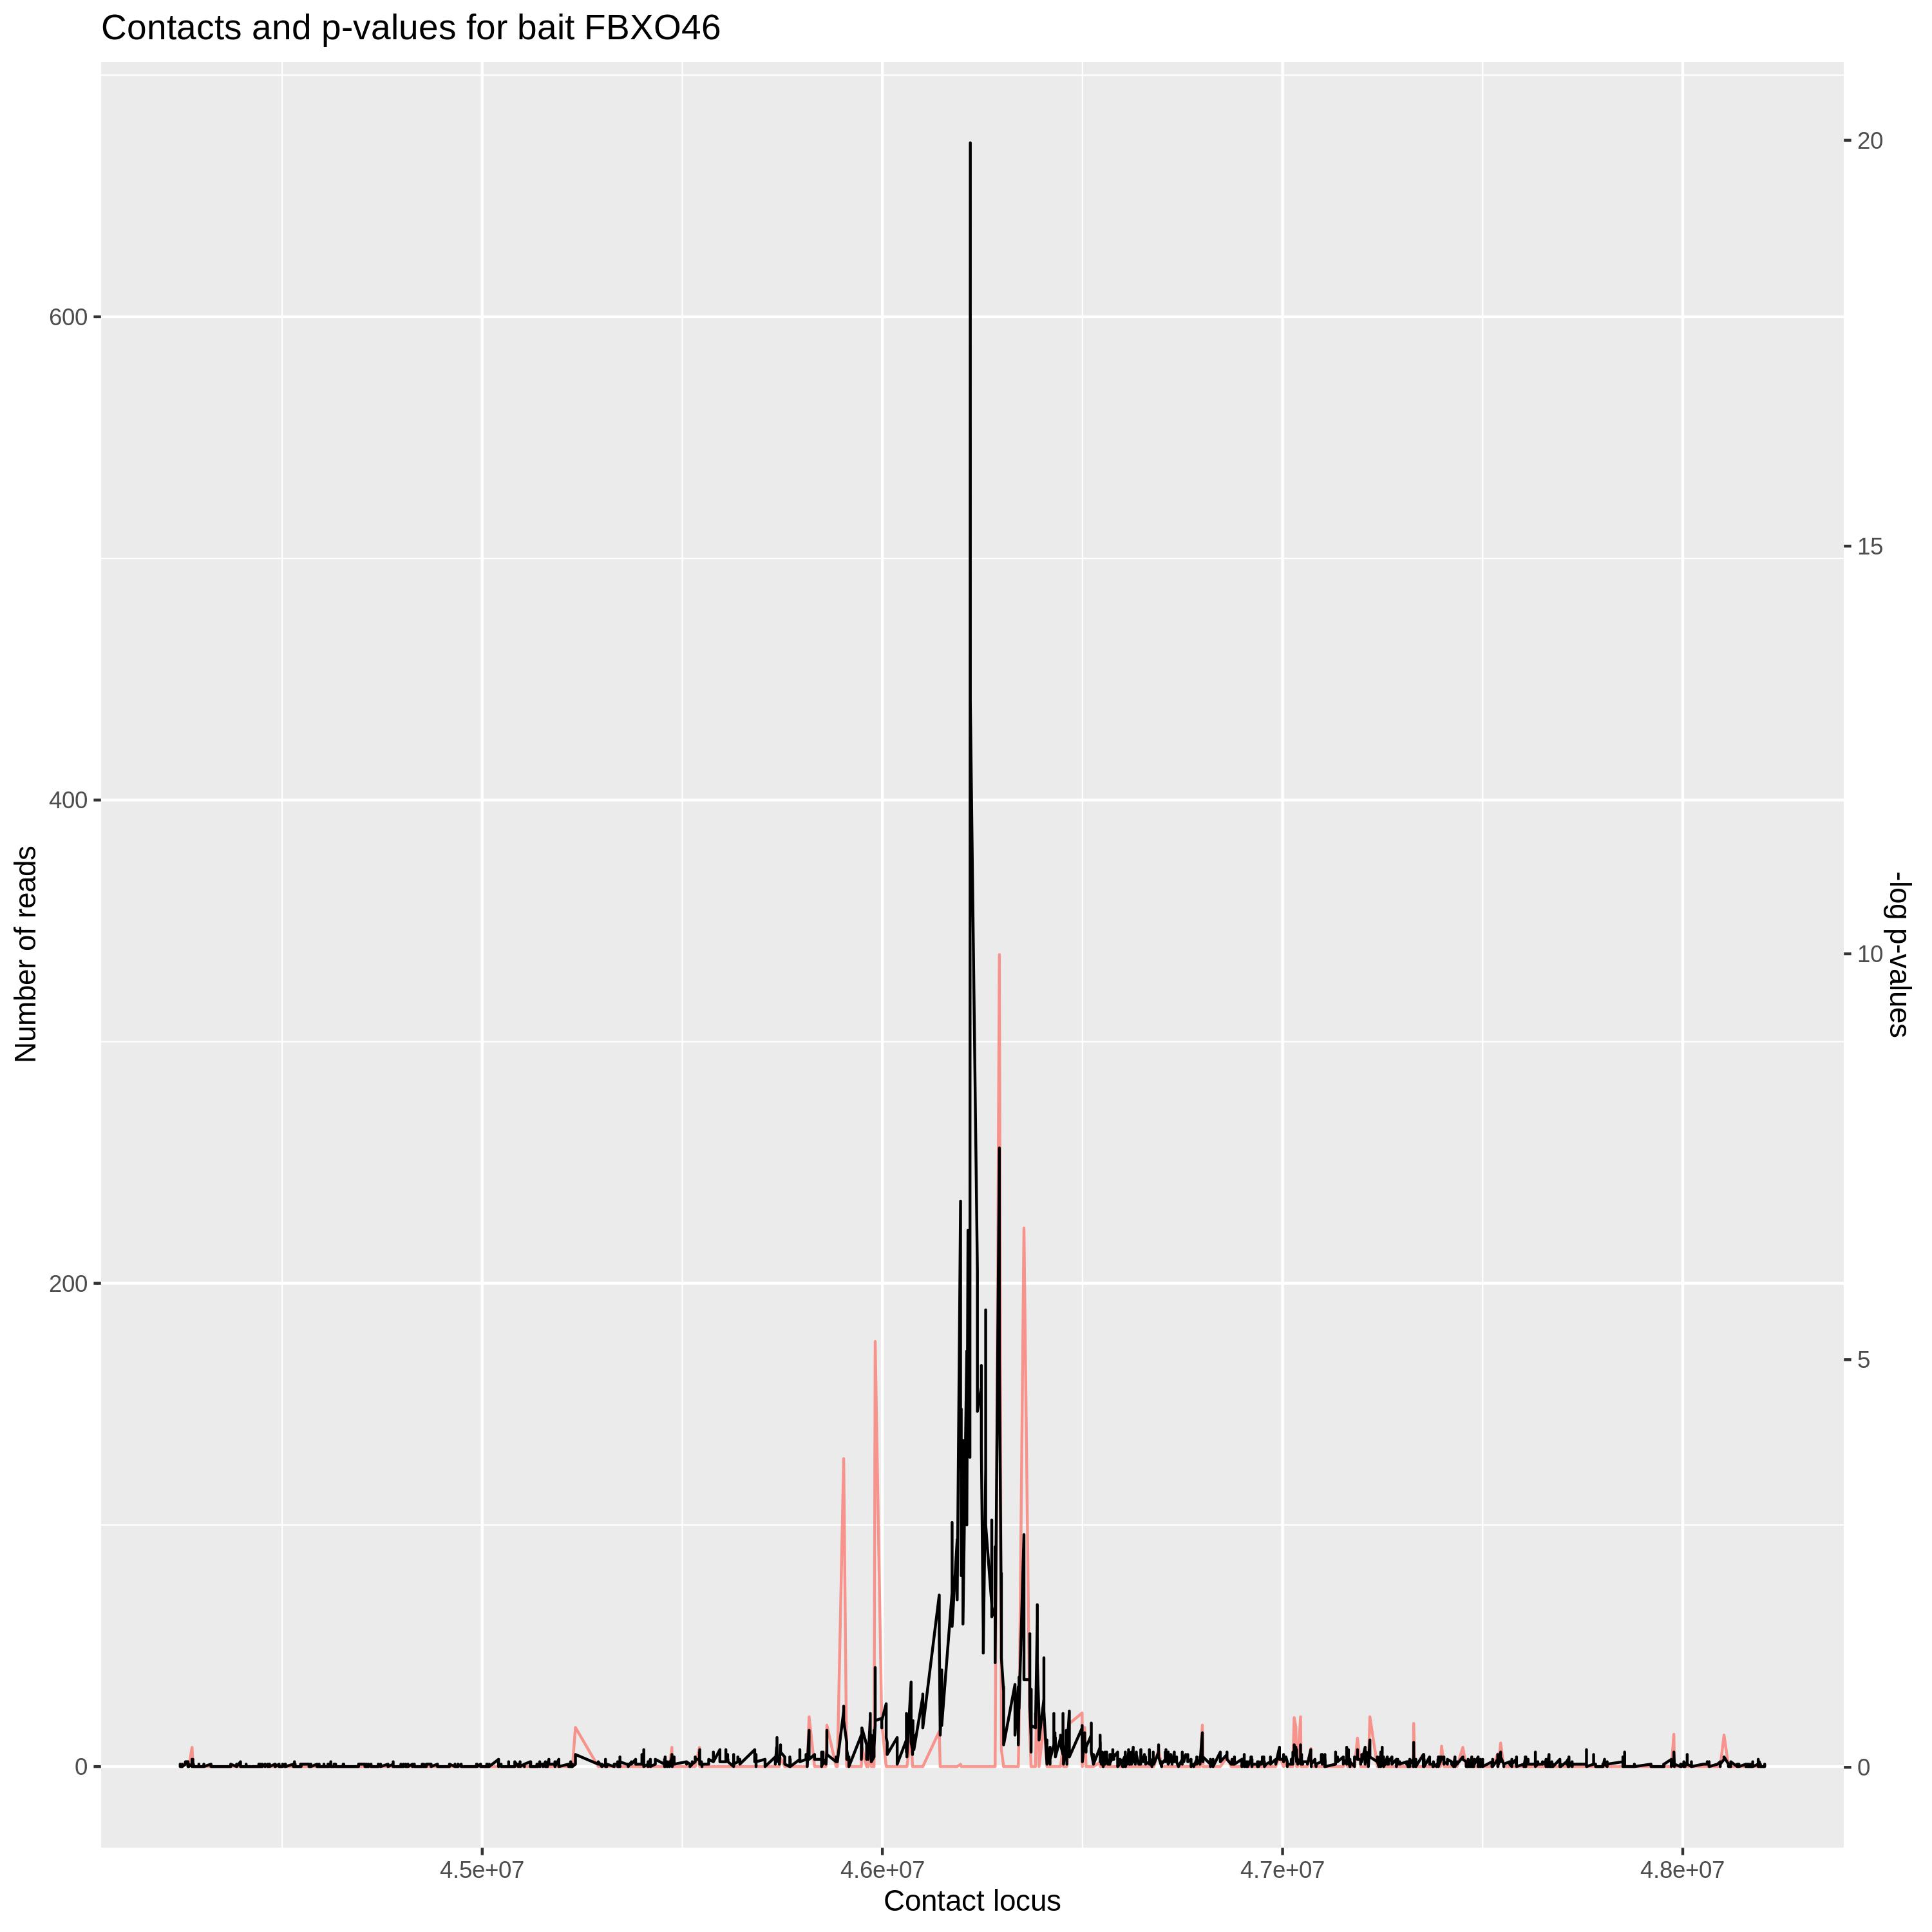 Contacts and p-values for bait FBXO46
Number of reads
600
400
200
0
20
15
10
5
0
-log p-values
4.5e+07
4.6e+07
4.7e+07
4.8e+07
Contact locus